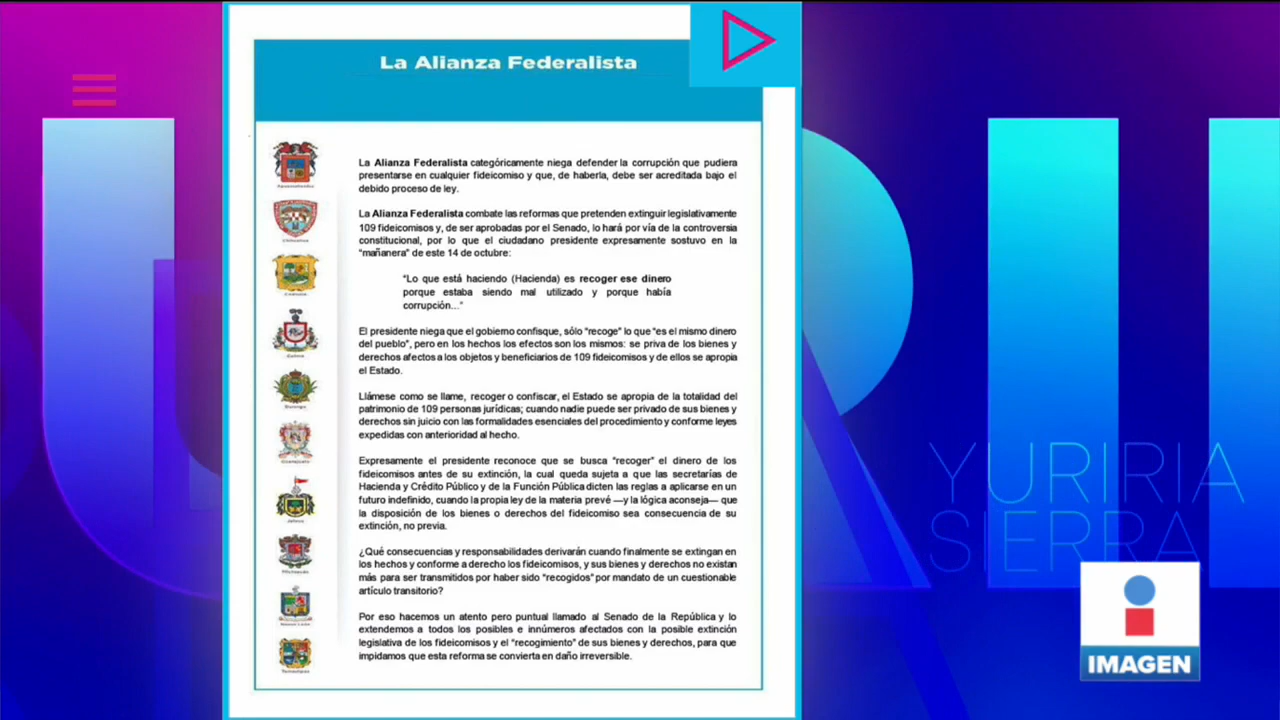 La Alianza Federalista
La Alianza Federalista categóricamente niega defender la corrupción que pudiera
presentarse en cualquier fideicomiso y que, de haberla, debe ser acreditada bajo el
debido proceso de ley.
La Alianza Federalista combate las reformas que pretenden extinguir legislativamente
109 fideicomisos y, de ser aprobadas por el Senado, lo hará por vía de la controversia
constitucional, por lo que el ciudadano presidente expresamente sostuvo en la
“mañanera” de este 14 de octubre:
“Lo que está haciendo (Hacienda) es recoger ese dinero
porque estaba siendo mal utilizado y porque había
corrupción...”
El presidente niega que el gobierno confisque, sólo “recoge” lo que “es el mismo dinero
del pueblo”, pero en los hechos los efectos son los mismos: se priva de los bienes y
derechos afectos a los objetos y beneficiarios de 109 fideicomisos y de ellos se apropia
el Estado.
Llámese como se llame, recoger o confiscar, el Estado se apropia de la totalidad del
patrimonio de 109 personas jurídicas; cuando nadie puede ser privado de sus bienes y
derechos sin juicio con las formalidades esenciales del procedimiento y conforme leyes
expedidas con anterioridad al hecho.
Expresamente el presidente reconoce que se busca “recoger” el dinero de los
fideicomisos antes de su extinción, la cual queda sujeta a que las secretarías de
Hacienda y Crédito Público y de la Función Pública dicten las reglas a aplicarse en un
futuro indefinido, cuando la propia ley de la materia prevé —y la lógica aconseja— que
la disposición de los bienes o derechos del fideicomiso sea consecuencia de su
extinción, no previa.
¿Qué consecuencias y responsabilidades derivarán cuando finalmente se extingan en
los hechos y conforme a derecho los fideicomisos, y sus bienes y derechos no existan
más para ser transmitidos por haber sido “recogidos” por mandato de un cuestionable
artículo transitorio?
Por eso hacemos un atento pero puntual llamado al Senado de la República y lo
extendemos a todos los posibles e innúmeros afectados con la posible extinción
legislativa de los fideicomisos y el “recogimiento” de sus bienes y derechos, para que
impidamos que esta reforma se convierta en daño irreversible.
YURIRIA
SIERRA
IMAGEN